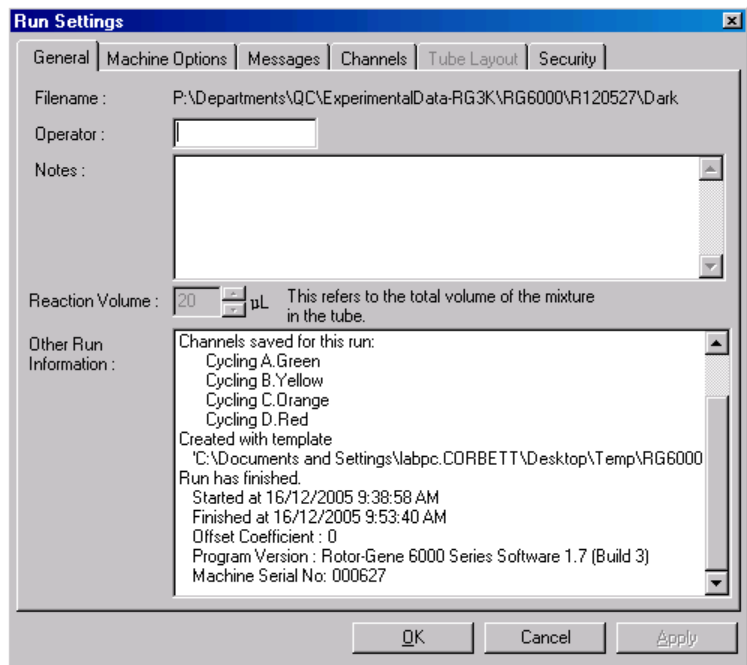 Run Settings
General Machine Options Messages Channels Tube Layout Security
Filename : P:\Departments\QC\ExperimentalData-RG3K\RG6000\R120527\Dark
Operator :
Notes :
Reaction Volume : 20 µL This refers to the total volume of the mixture
in the tube.
Other Run
Information :
Channels saved for this run:
Cycling A.Green
Cycling B.Yellow
Cycling C.Orange
Cycling D.Red
Created with template
'C:\Documents and Settings\labpc.CORBETT\Desktop\Temp\RG6000
Run has finished.
Started at 16/12/2005 9:38:58 AM
Finished at 16/12/2005 9:53:40 AM
Offset Coefficient : 0
Program Version : Rotor-Gene 6000 Series Software 1.7 (Build 3)
Machine Serial No: 000627
OK Cancel Apply